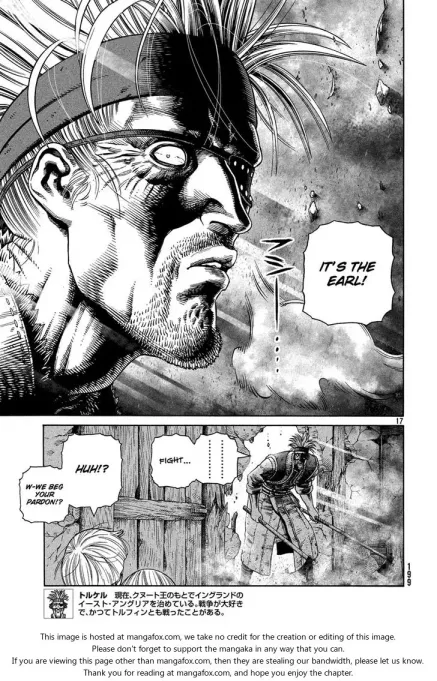 IT'S THE
EARL!
17
FIGHT...
HUH!?
W-WE BEG
YOUR
PARDON!?
199
トルケル 現在、クヌート王のもとでイングランドの
イースト・アングリアを治めている。戦争が大好き
で、かつてトルフィンとも戦ったことがある。
This image is hosted at mangafox.com, we take no credit for the creation or editing of this image.
Please don't forget to support the mangaka in any way that you can.
If you are viewing this page other than mangafox.com, then they are stealing our bandwidth, please let us know.
Thank you for reading at mangafox.com, and hope you enjoy the chapter.